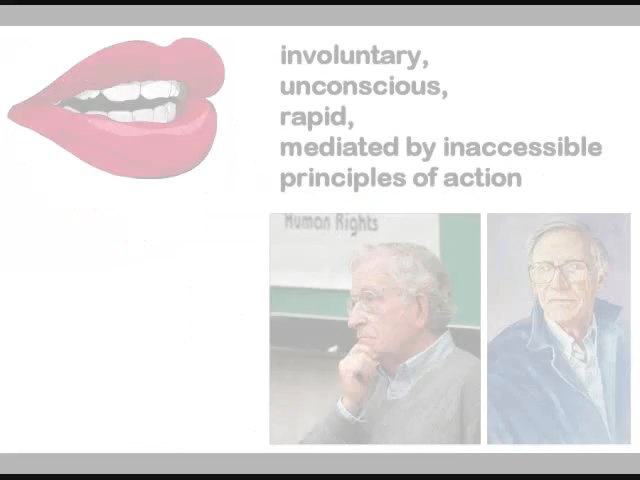 involuntary,
unconscious,
rapid,
mediated by inaccessible
principles of action
Human Rights